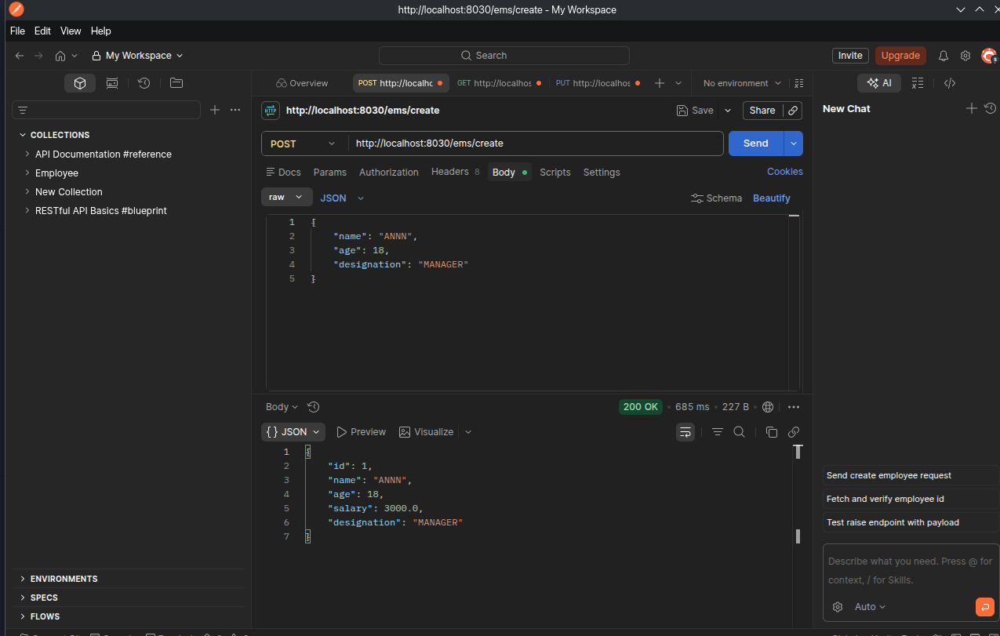 http://localhost:8030/ems/create - My Workspace
File Edit View Help
My Workspace
Search
Invite
Upgrade
Overview
POST http://localhc
GET http://localhos
PUT http://localhos
No environment
AI
http://localhost:8030/ems/create
Save
Share
New Chat
COLLECTIONS
API Documentation #reference
Employee
New Collection
RESTful API Basics #blueprint
POST
http://localhost:8030/ems/create
Send
Docs Params Authorization Headers 8 Body Scripts Settings
Cookies
raw
JSON
Schema
Beautify
1 {
2 "name": "ANNN",
3 "age": 18,
4 "designation": "MANAGER"
5 }
Body
200 OK
685 ms
227 B
{} JSON
Preview
Visualize
1 {
2 "id": 1,
3 "name": "ANNN",
4 "age": 18,
5 "salary": 3000.0,
6 "designation": "MANAGER"
7 }
Send create employee request
Fetch and verify employee id
Test raise endpoint with payload
Describe what you need. Press @ for
context, / for Skills.
Auto
ENVIRONMENTS
SPECS
FLOWS